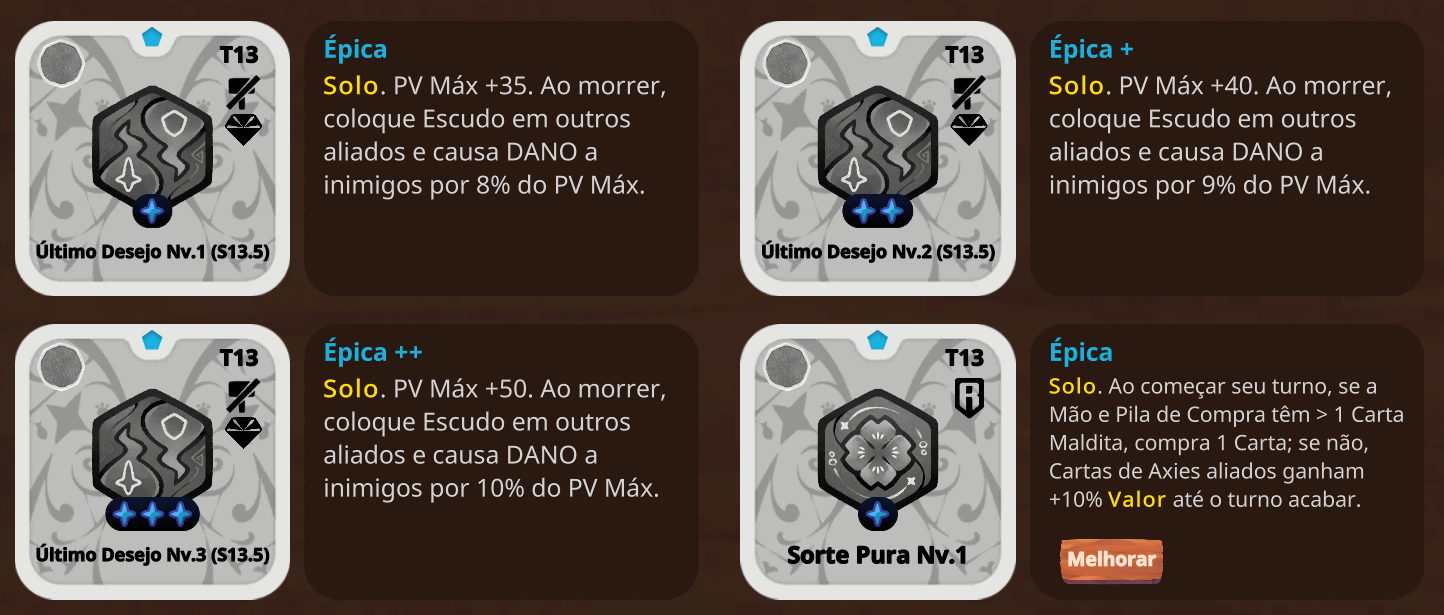 T13
Último Desejo Nv.1 (S13.5)
Épica
Solo. PV Máx +35. Ao morrer,
coloque Escudo em outros
aliados e causa DANO a
inimigos por 8% do PV Máx.
T13
Último Desejo Nv.2 (S13.5)
Épica +
Solo. PV Máx +40. Ao morrer,
coloque Escudo em outros
aliados e causa DANO a
inimigos por 9% do PV Máx.
T13
Último Desejo Nv.3 (S13.5)
Épica ++
Solo. PV Máx +50. Ao morrer,
coloque Escudo em outros
aliados e causa DANO a
inimigos por 10% do PV Máx.
T13
R
Sorte Pura Nv.1
Épica
Solo. Ao começar seu turno, se a
Mão e Pila de Compra têm > 1 Carta
Maldita, compra 1 Carta; se não,
Cartas de Axies aliados ganham
+10% Valor até o turno acabar.
Melhorar